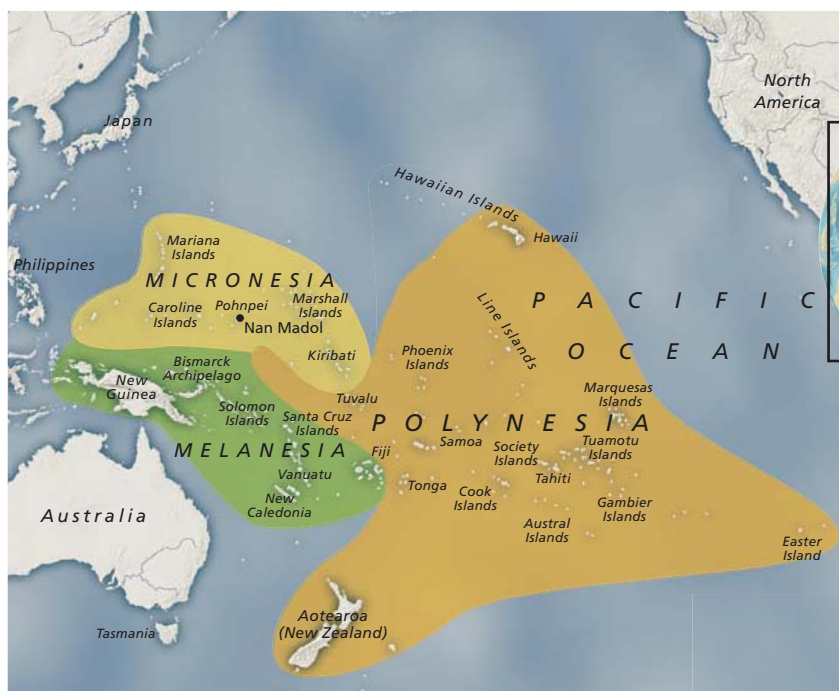 North
America
Japan
Hawaiian Islands
Hawaii
Mariana
Islands
Philippines
MICRONESIA
Caroline
Islands
Pohnpei
Nan Madol
Marshall
Islands
Kiribati
PACIFIC
OCEAN
Line Islands
Phoenix
Islands
Bismarck
Archipelago
New
Guinea
Solomon
Islands
Santa Cruz
Islands
Tuvalu
Marquesas
Islands
POLYNESIA
MELANESIA
Fiji
Samoa
Society
Islands
Tuamotu
Islands
Vanuatu
Tahiti
New
Caledonia
Tonga
Cook
Islands
Gambier
Islands
Austral
Islands
Australia
Easter
Island
Tasmania
Aotearoa
(New Zealand)